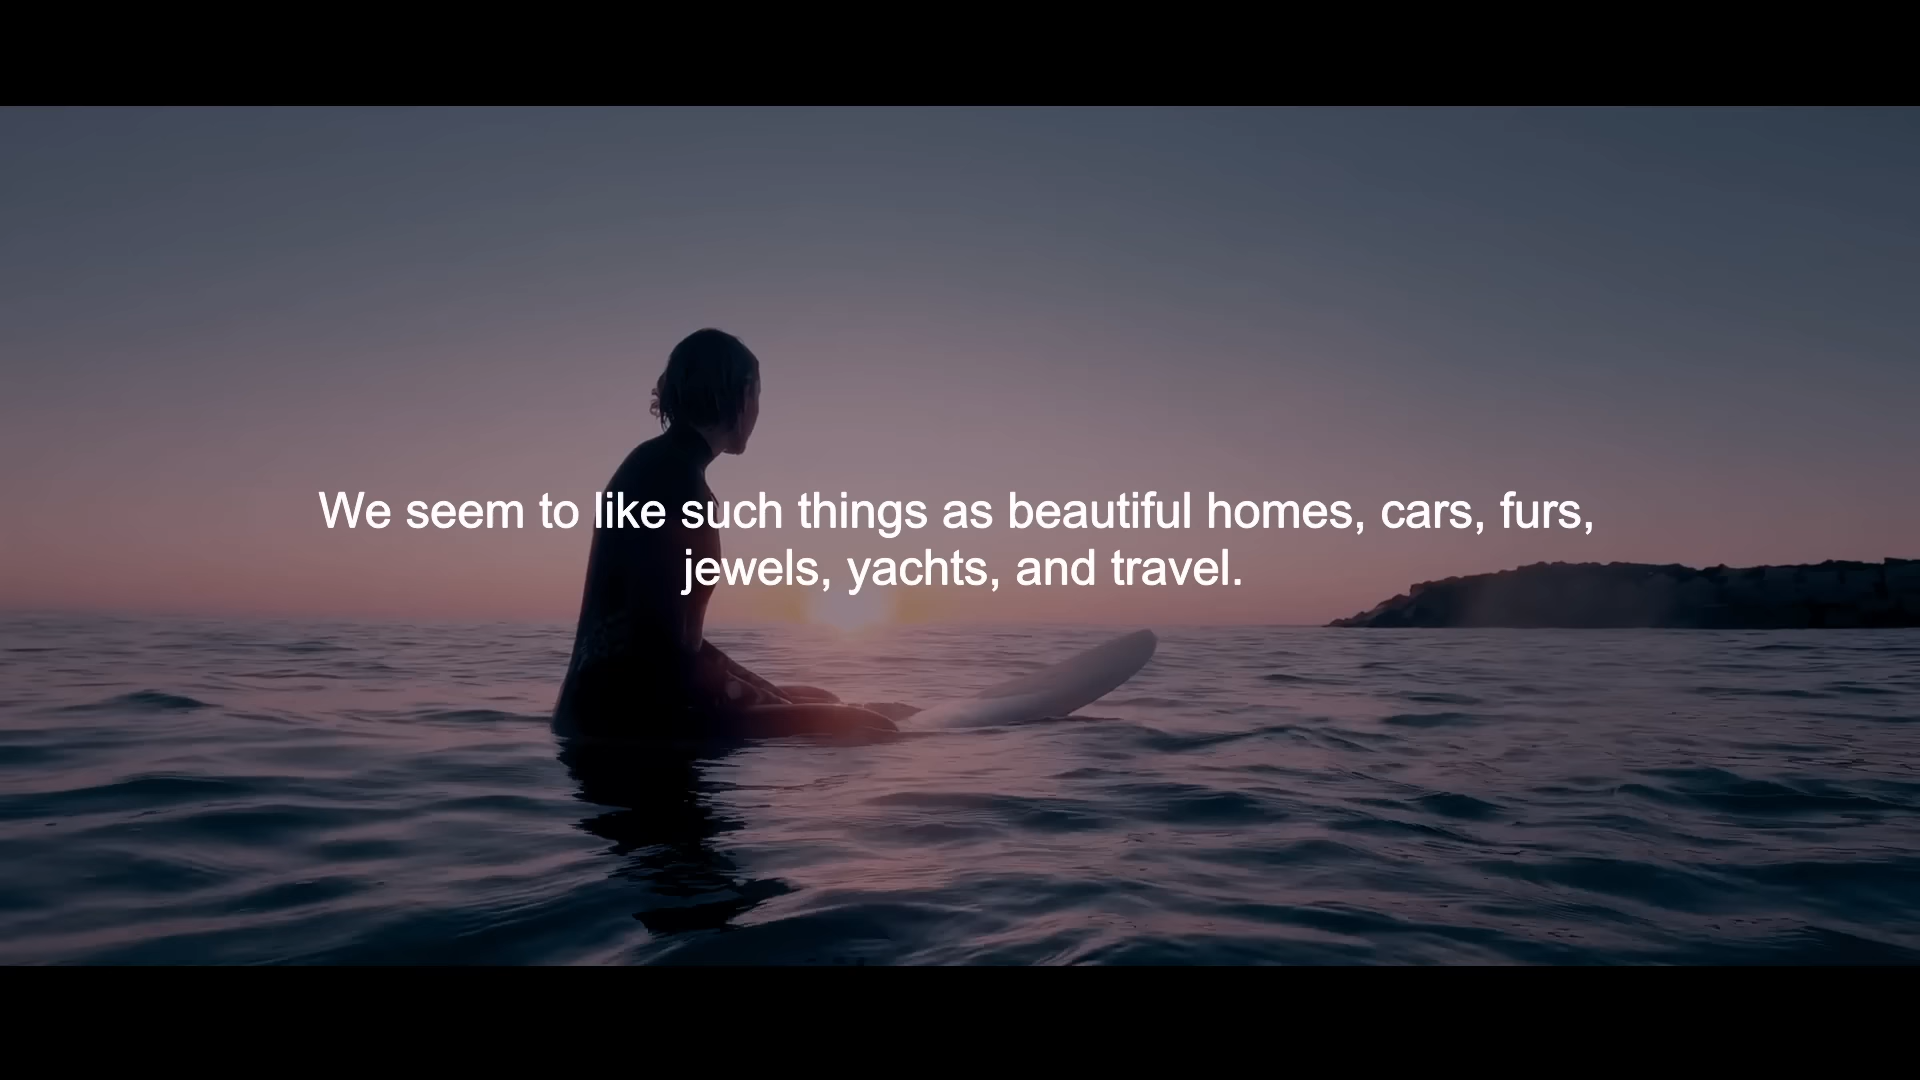 We seem to like such things as beautiful homes, cars, furs,
jewels, yachts, and travel.